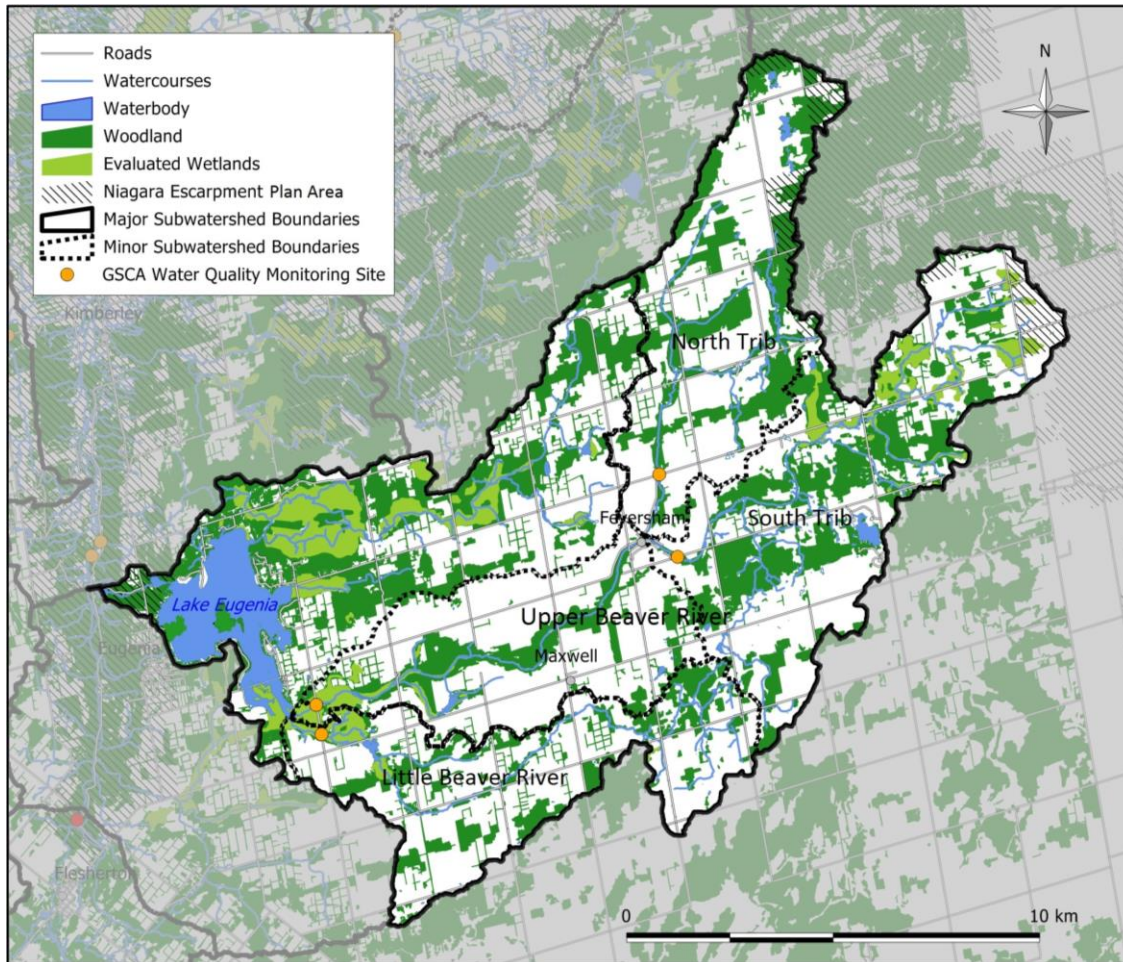 Roads
Watercourses
Waterbody
Woodland
Evaluated Wetlands
Niagara Escarpment Plan Area
Major Subwatershed Boundaries
Minor Subwatershed Boundaries
GSCA Water Quality Monitoring Site
N
Kimberley
North Trib
Feversham
South Trib
Lake Eugenia
Upper Beaver River
Eugenia
Maxwell
Little Beaver River
Flesherton
0
10 km